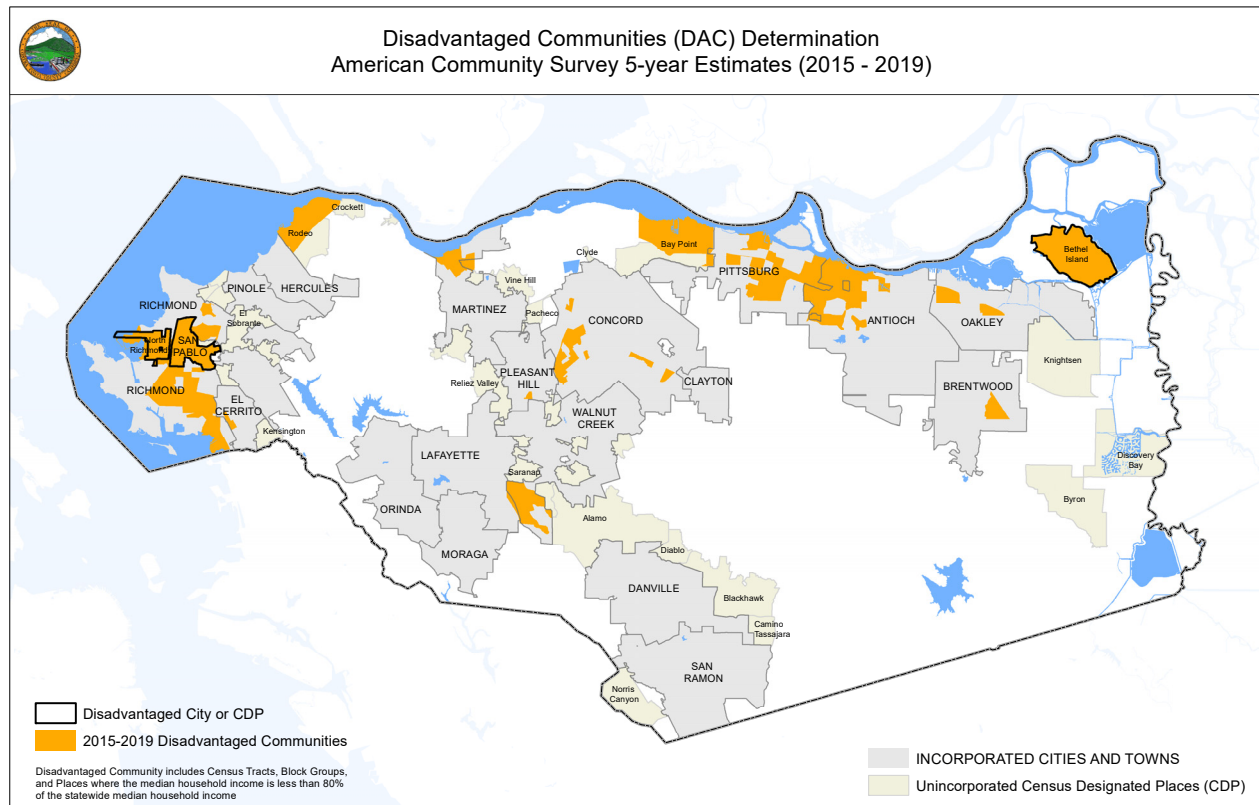 Disadvantaged Communities (DAC) Determination
American Community Survey 5-year Estimates (2015 - 2019)
Crockett
Rodeo
Clyde
Bay Point
Bethel
Island
PITTSBURG
Vine Hill
PINOLE
HERCULES
RICHMOND
El
Sobrante
MARTINEZ
Pacheco
CONCORD
ANTIOCH
OAKLEY
North
Richmond
SAN
PABLO
Knightsen
RICHMOND
EL
CERRITO
Reliez Valley
PLEASANT
HILL
CLAYTON
BRENTWOOD
Kensington
WALNUT
CREEK
LAFAYETTE
Saranap
Discovery
Bay
ORINDA
Alamo
Byron
MORAGA
Diablo
DANVILLE
Blackhawk
Camino
Tassajara
SAN
RAMON
Norris
Canyon
Disadvantaged City or CDP
2015-2019 Disadvantaged Communities
Disadvantaged Community includes Census Tracts, Block Groups,
and Places where the median household income is less than 80%
of the statewide median household income
INCORPORATED CITIES AND TOWNS
Unincorporated Census Designated Places (CDP)